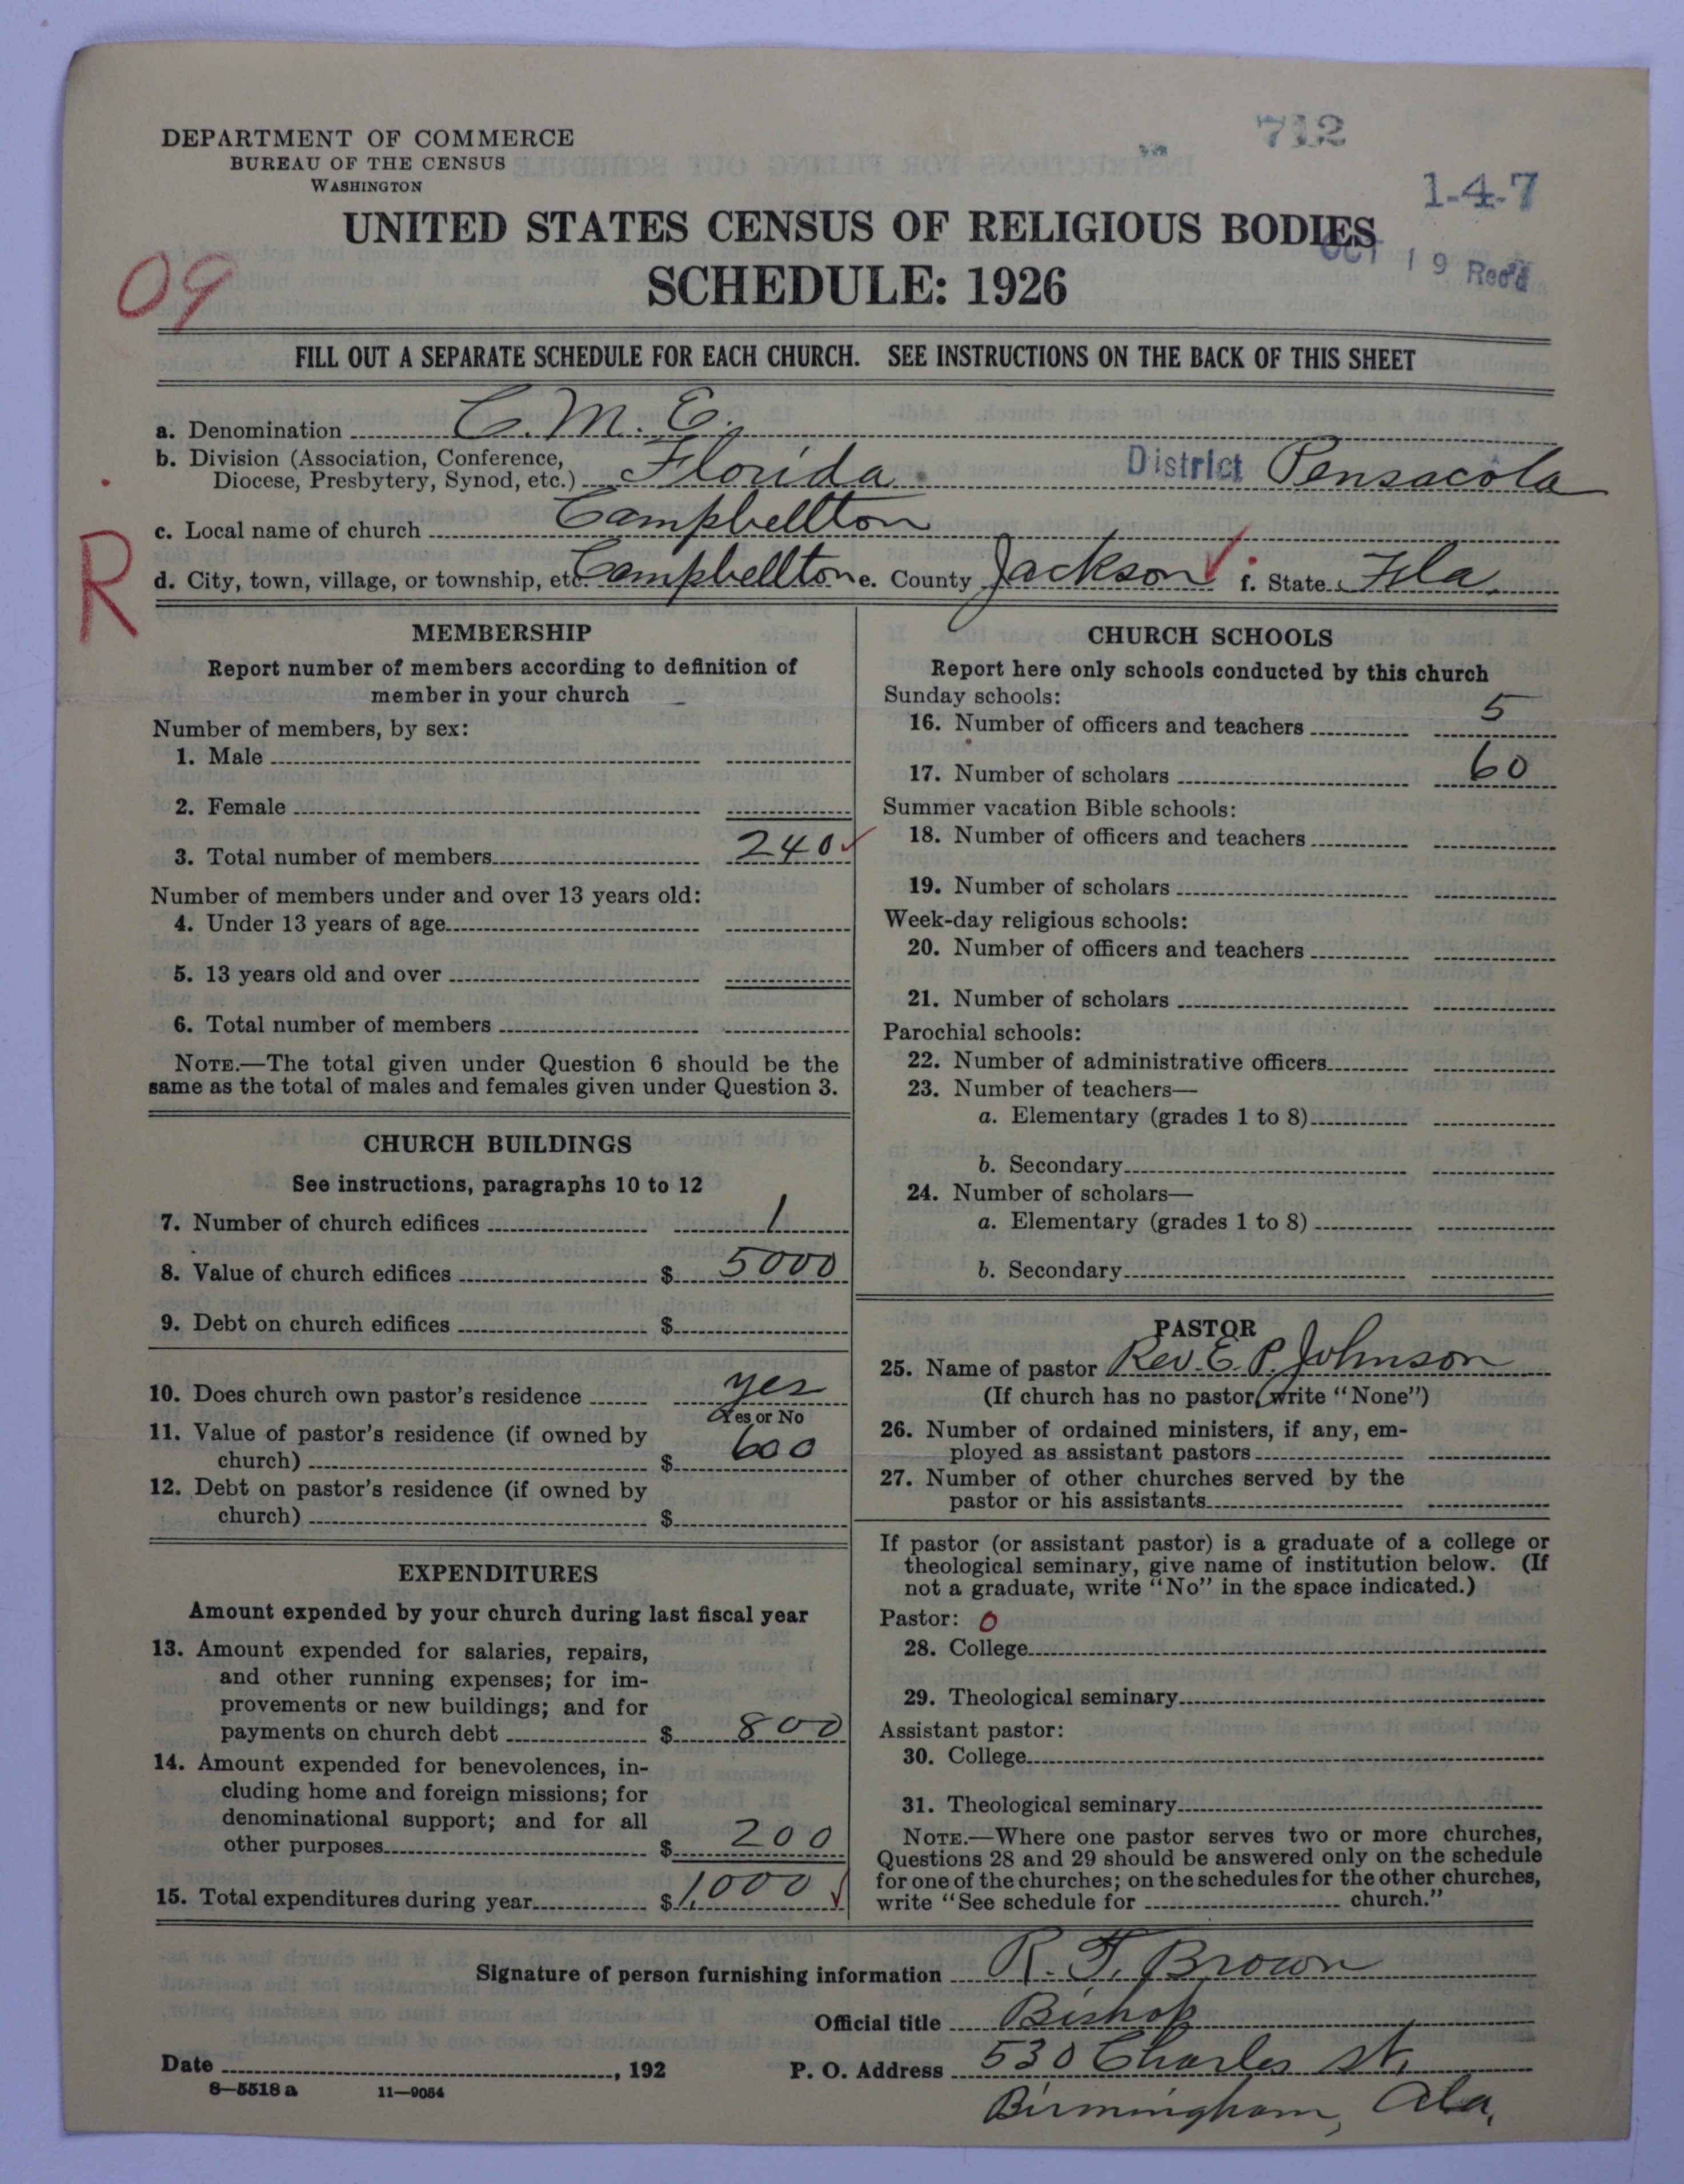 712
DEPARTMENT OF COMMERCE
BUREAU OF THE CENSUS
WASHINGTON
1-4-7
UNITED STATES CENSUS OF RELIGIOUS BODIES
OCT 19 Rec'd
SCHEDULE: 1926
09
FILL OUT A SEPARATE SCHEDULE FOR EACH CHURCH. SEE INSTRUCTIONS ON THE BACK OF THIS SHEET
a. Denomination C. M. E.
b. Division (Association, Conference, Diocese, Presbytery, Synod, etc.) Florida District Pensacola
c. Local name of church Campbellton
R
d. City, town, village, or township, etc. Campbellton e. County Jackson f. State Fla.
MEMBERSHIP
Report number of members according to definition of
member in your church
Number of members, by sex:
1. Male
2. Female
3. Total number of members 240
Number of members under and over 13 years old:
4. Under 13 years of age
5. 13 years old and over
6. Total number of members
NOTE.—The total given under Question 6 should be the
same as the total of males and females given under Question 3.
CHURCH BUILDINGS
See instructions, paragraphs 10 to 12
7. Number of church edifices 1
8. Value of church edifices $ 5000
9. Debt on church edifices $
10. Does church own pastor's residence yes
Yes or No
11. Value of pastor's residence (if owned by
church) $ 600
12. Debt on pastor's residence (if owned by
church) $
EXPENDITURES
Amount expended by your church during last fiscal year
13. Amount expended for salaries, repairs,
and other running expenses; for im-
provements or new buildings; and for
payments on church debt $ 800
14. Amount expended for benevolences, in-
cluding home and foreign missions; for
denominational support; and for all
other purposes $ 200
15. Total expenditures during year $ 1,000
CHURCH SCHOOLS
Report here only schools conducted by this church
Sunday schools:
16. Number of officers and teachers 5
17. Number of scholars 60
Summer vacation Bible schools:
18. Number of officers and teachers
19. Number of scholars
Week-day religious schools:
20. Number of officers and teachers
21. Number of scholars
Parochial schools:
22. Number of administrative officers
23. Number of teachers—
a. Elementary (grades 1 to 8)
b. Secondary
24. Number of scholars—
a. Elementary (grades 1 to 8)
b. Secondary
PASTOR
25. Name of pastor Rev. E. P. Johnson
(If church has no pastor, write "None")
26. Number of ordained ministers, if any, em-
ployed as assistant pastors
27. Number of other churches served by the
pastor or his assistants
If pastor (or assistant pastor) is a graduate of a college or
theological seminary, give name of institution below. (If
not a graduate, write "No" in the space indicated.)
Pastor: 0
28. College
29. Theological seminary
Assistant pastor:
30. College
31. Theological seminary
NOTE.—Where one pastor serves two or more churches,
Questions 28 and 29 should be answered only on the schedule
for one of the churches; on the schedules for the other churches,
write "See schedule for church."
Signature of person furnishing information R. T. Brown
Official title Bishop
Date , 192 P. O. Address 530 Charles St.
8—5518 a 11—9054
Birmingham, Ala.